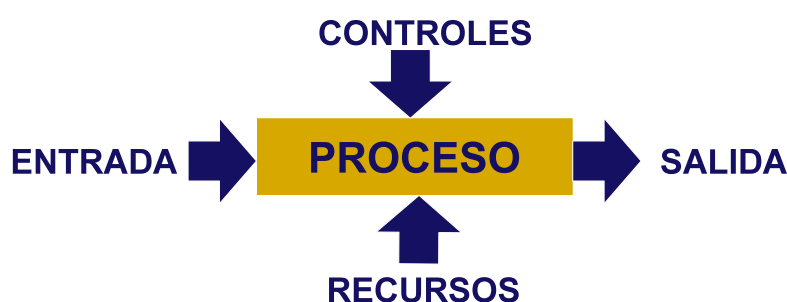 CONTROLES
ENTRADA
PROCESO
SALIDA
RECURSOS